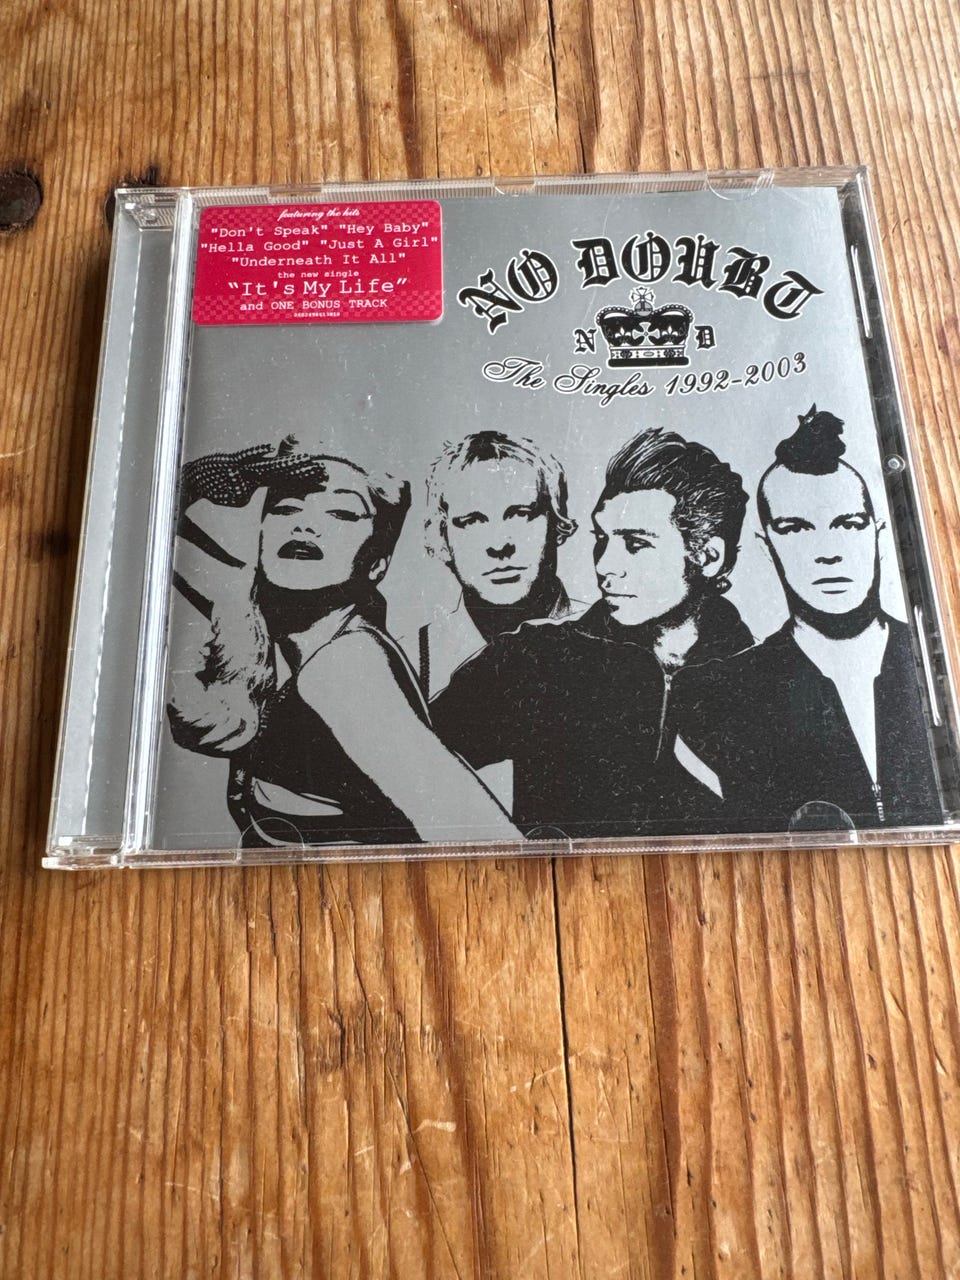 featuring the hits
"Don't Speak" "Hey Baby"
"Hella Good" "Just A Girl"
"Underneath It All"
the new single
"It's My Life"
and ONE BONUS TRACK
NO DOUBT
N D
The Singles 1992-2003